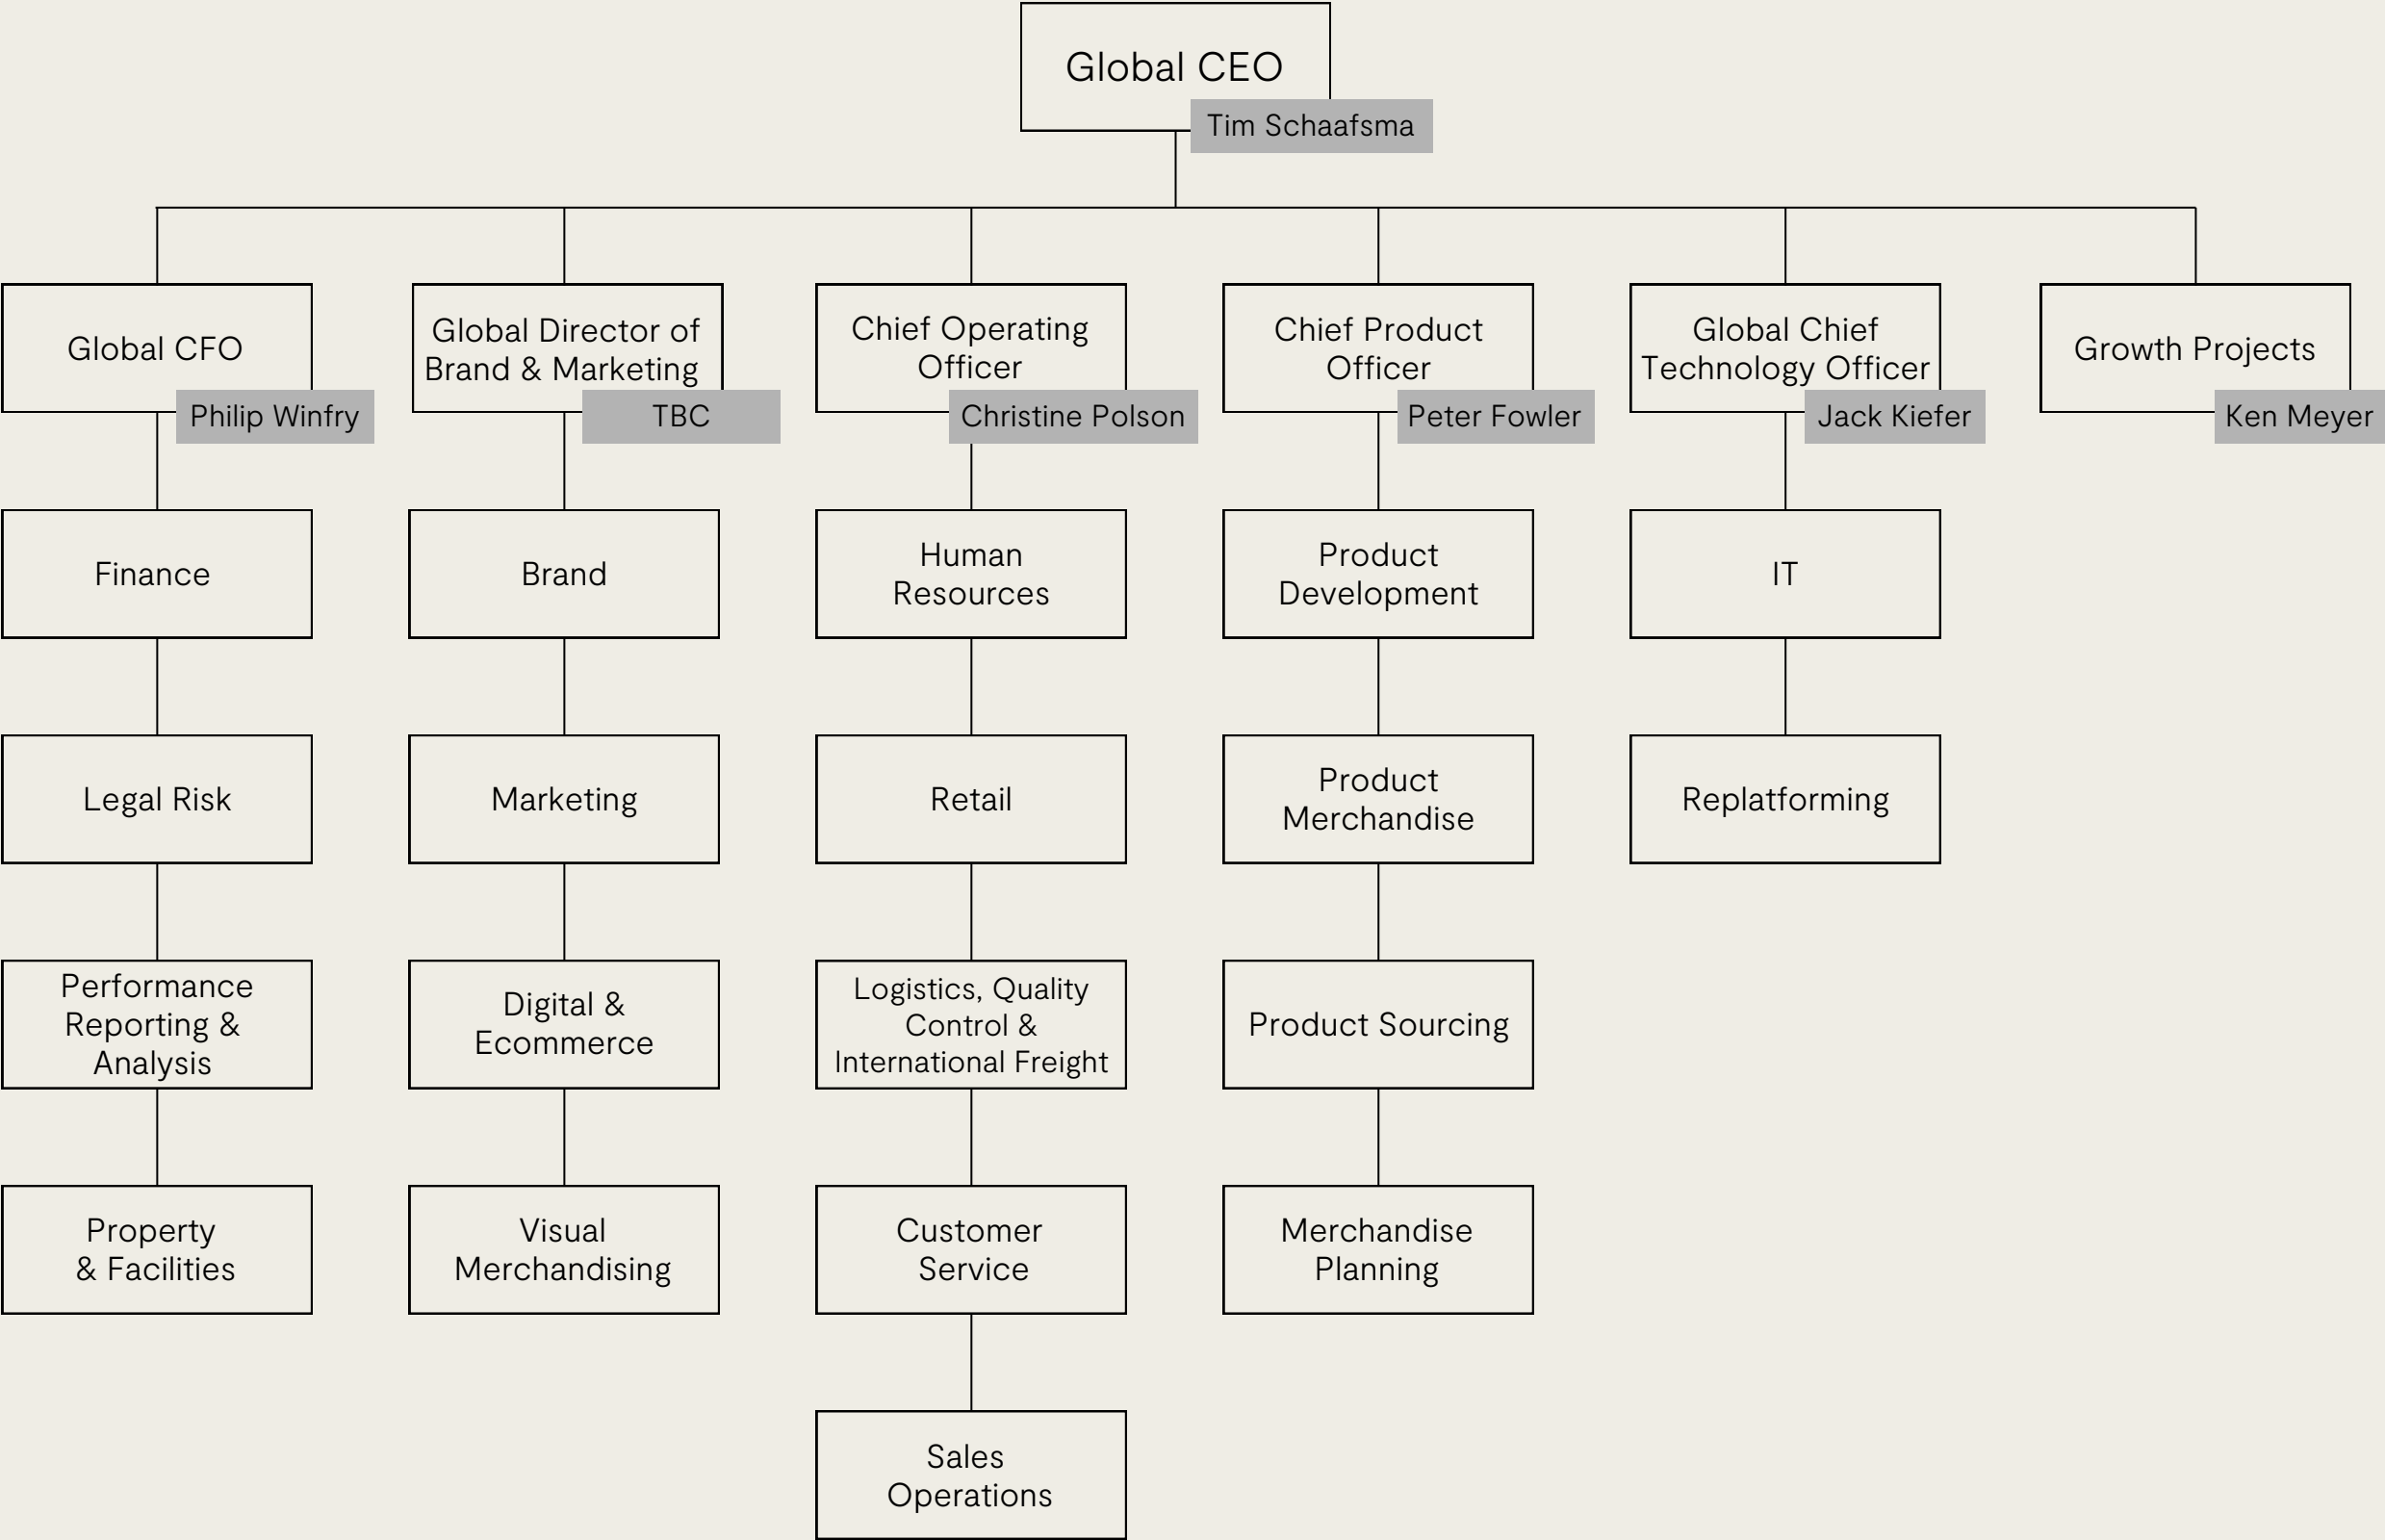 Global CEO
Tim Schaafsma
Global CFO
Philip Winfry
Global Director of
Brand & Marketing
TBC
Chief Operating
Officer
Christine Polson
Chief Product
Officer
Peter Fowler
Global Chief
Technology Officer
Jack Kiefer
Growth Projects
Ken Meyer
Finance
Brand
Human
Resources
Product
Development
IT
Legal Risk
Marketing
Retail
Product
Merchandise
Replatforming
Performance
Reporting &
Analysis
Digital &
Ecommerce
Logistics, Quality
Control &
International Freight
Product Sourcing
Property
& Facilities
Visual
Merchandising
Customer
Service
Merchandise
Planning
Sales
Operations